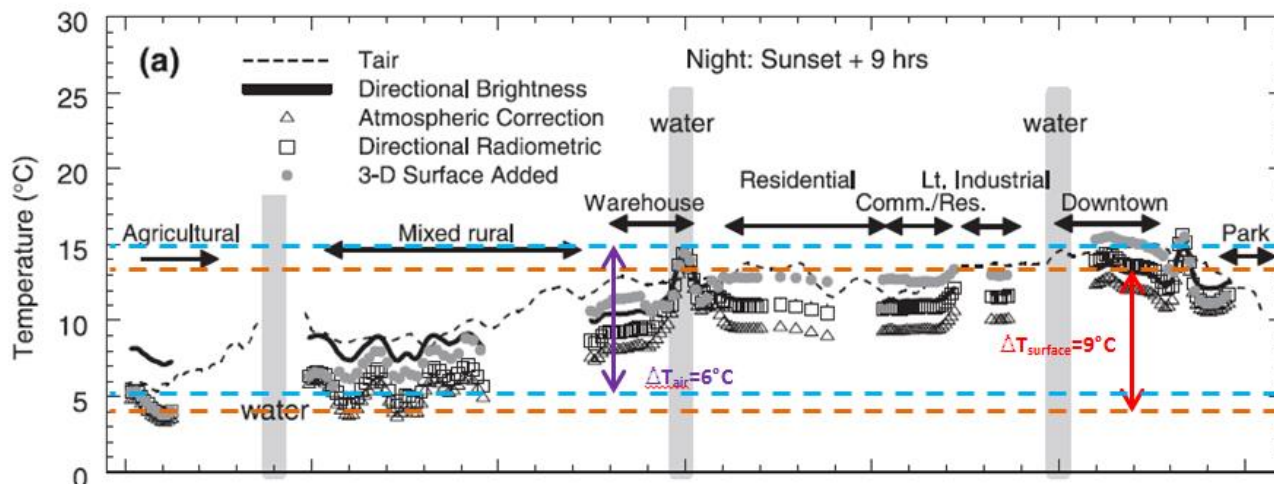 30
25
20
15
10
5
0
Temperature (°C)
(a)
Tair
Directional Brightness
Atmospheric Correction
Directional Radiometric
3-D Surface Added
Night: Sunset + 9 hrs
water
water
water
Agricultural
Mixed rural
Warehouse
Residential
Comm./Res.
Lt. Industrial
Downtown
Park
ΔTair=6°C
ΔTsurface=9°C